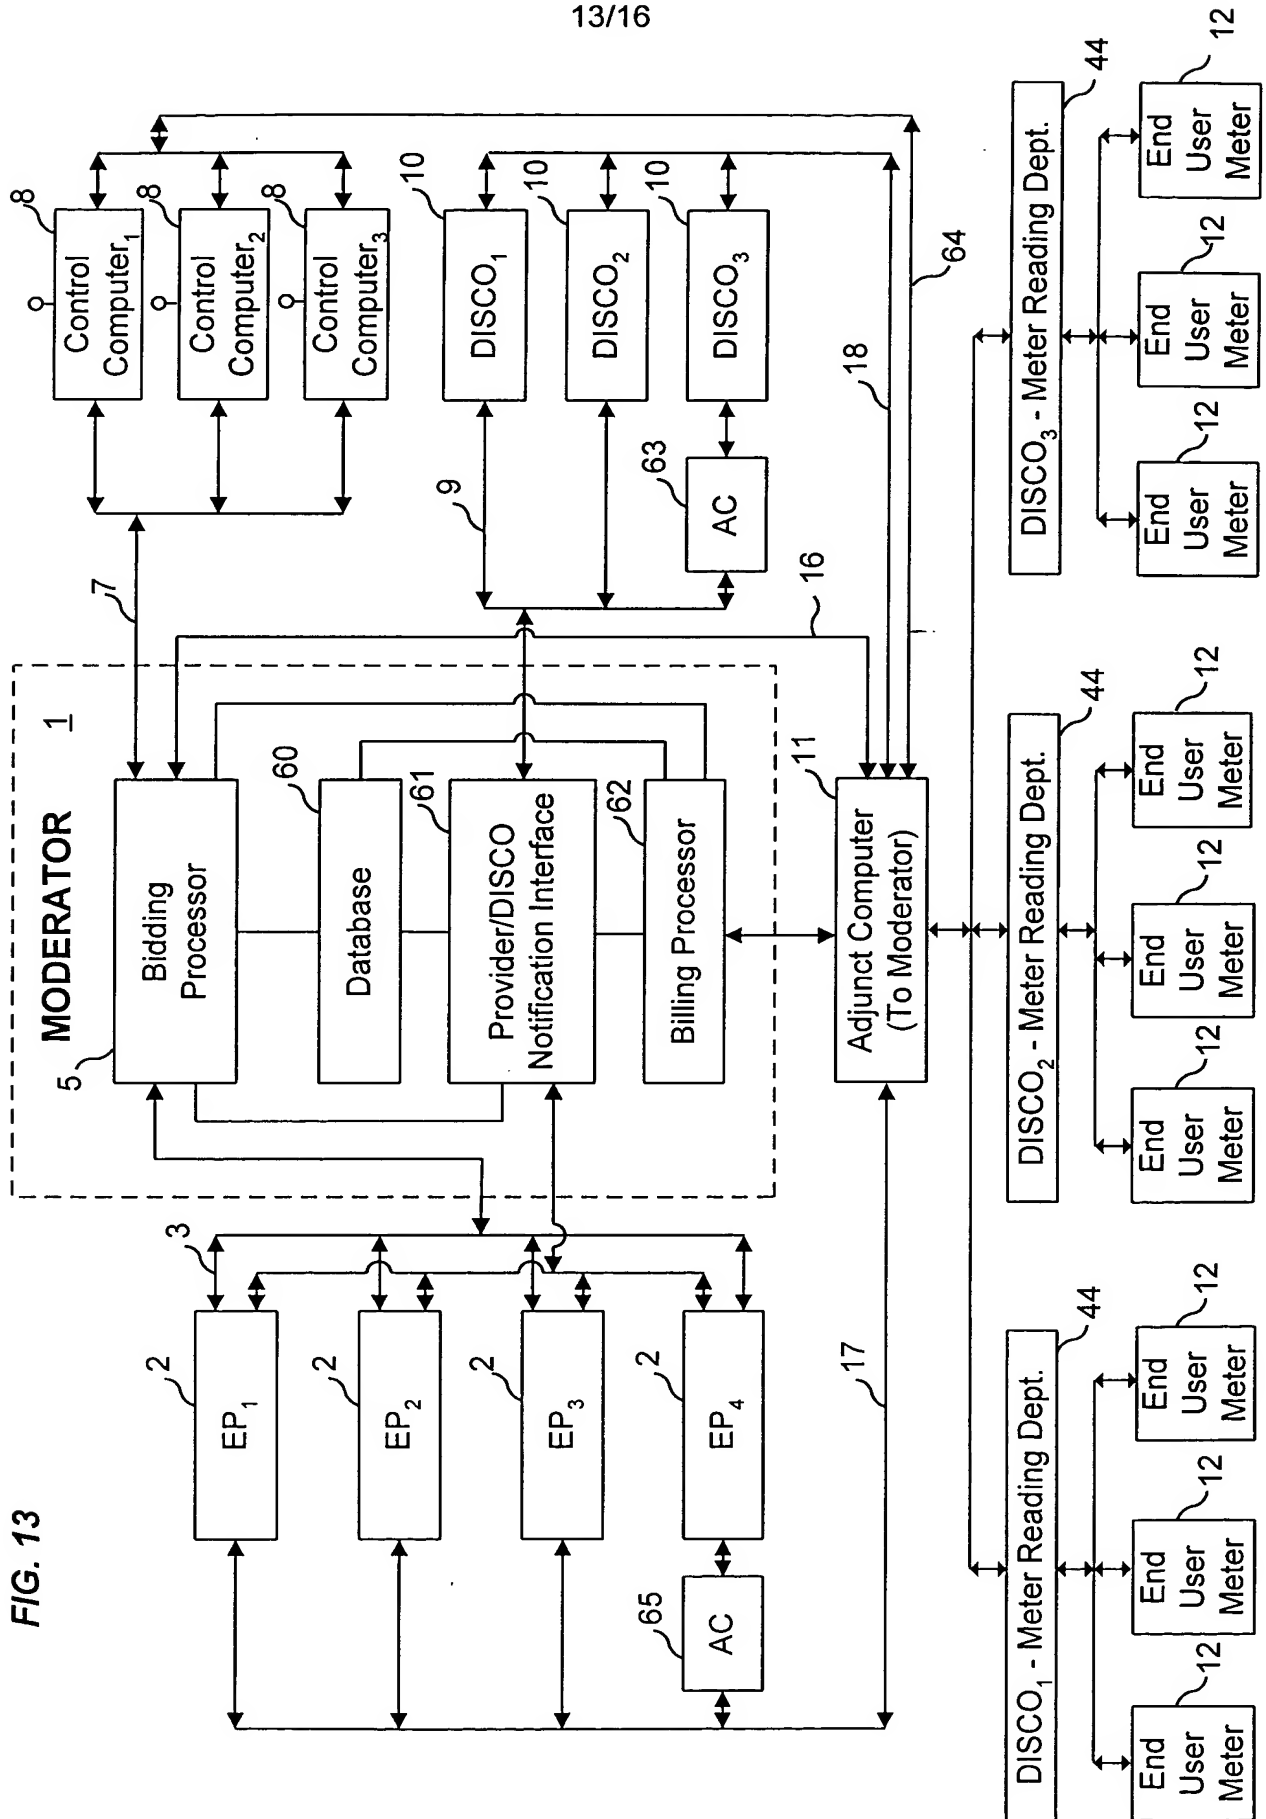 13/16
FIG. 13
MODERATOR
1
5
Bidding
Processor
60
Database
61
Provider/DISCO
Notification Interface
62
Billing Processor
3
2
EP1
2
EP2
2
EP3
2
EP4
65
AC
17
7
8
Control
Computer1
8
Control
Computer2
8
Control
Computer3
9
10
DISCO1
10
DISCO2
10
DISCO3
63
AC
16
18
64
11
Adjunct Computer
(To Moderator)
44
DISCO1 - Meter Reading Dept.
12
End
User
Meter
12
End
User
Meter
12
End
User
Meter
44
DISCO2 - Meter Reading Dept.
12
End
User
Meter
12
End
User
Meter
12
End
User
Meter
44
DISCO3 - Meter Reading Dept.
12
End
User
Meter
12
End
User
Meter
12
End
User
Meter